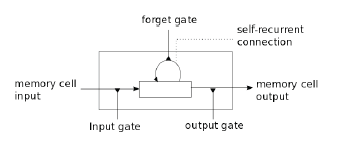 forget gate
self-recurrent
connection
memory cell
input
memory cell
output
Input gate
output gate